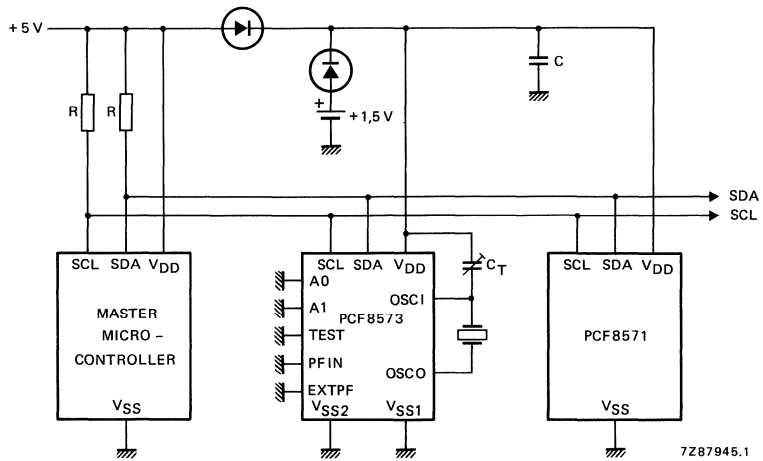 +5 V
C
+
+1,5 V
R
R
SDA
SCL
SCL SDA VDD
SCL SDA VDD
SCL SDA VDD
CT
A0
OSCI
A1
PCF8573
MASTER
MICRO –
CONTROLLER
TEST
PCF8571
PFIN
OSCO
EXTPF
VSS
VSS2 VSS1
VSS
7Z87945.1